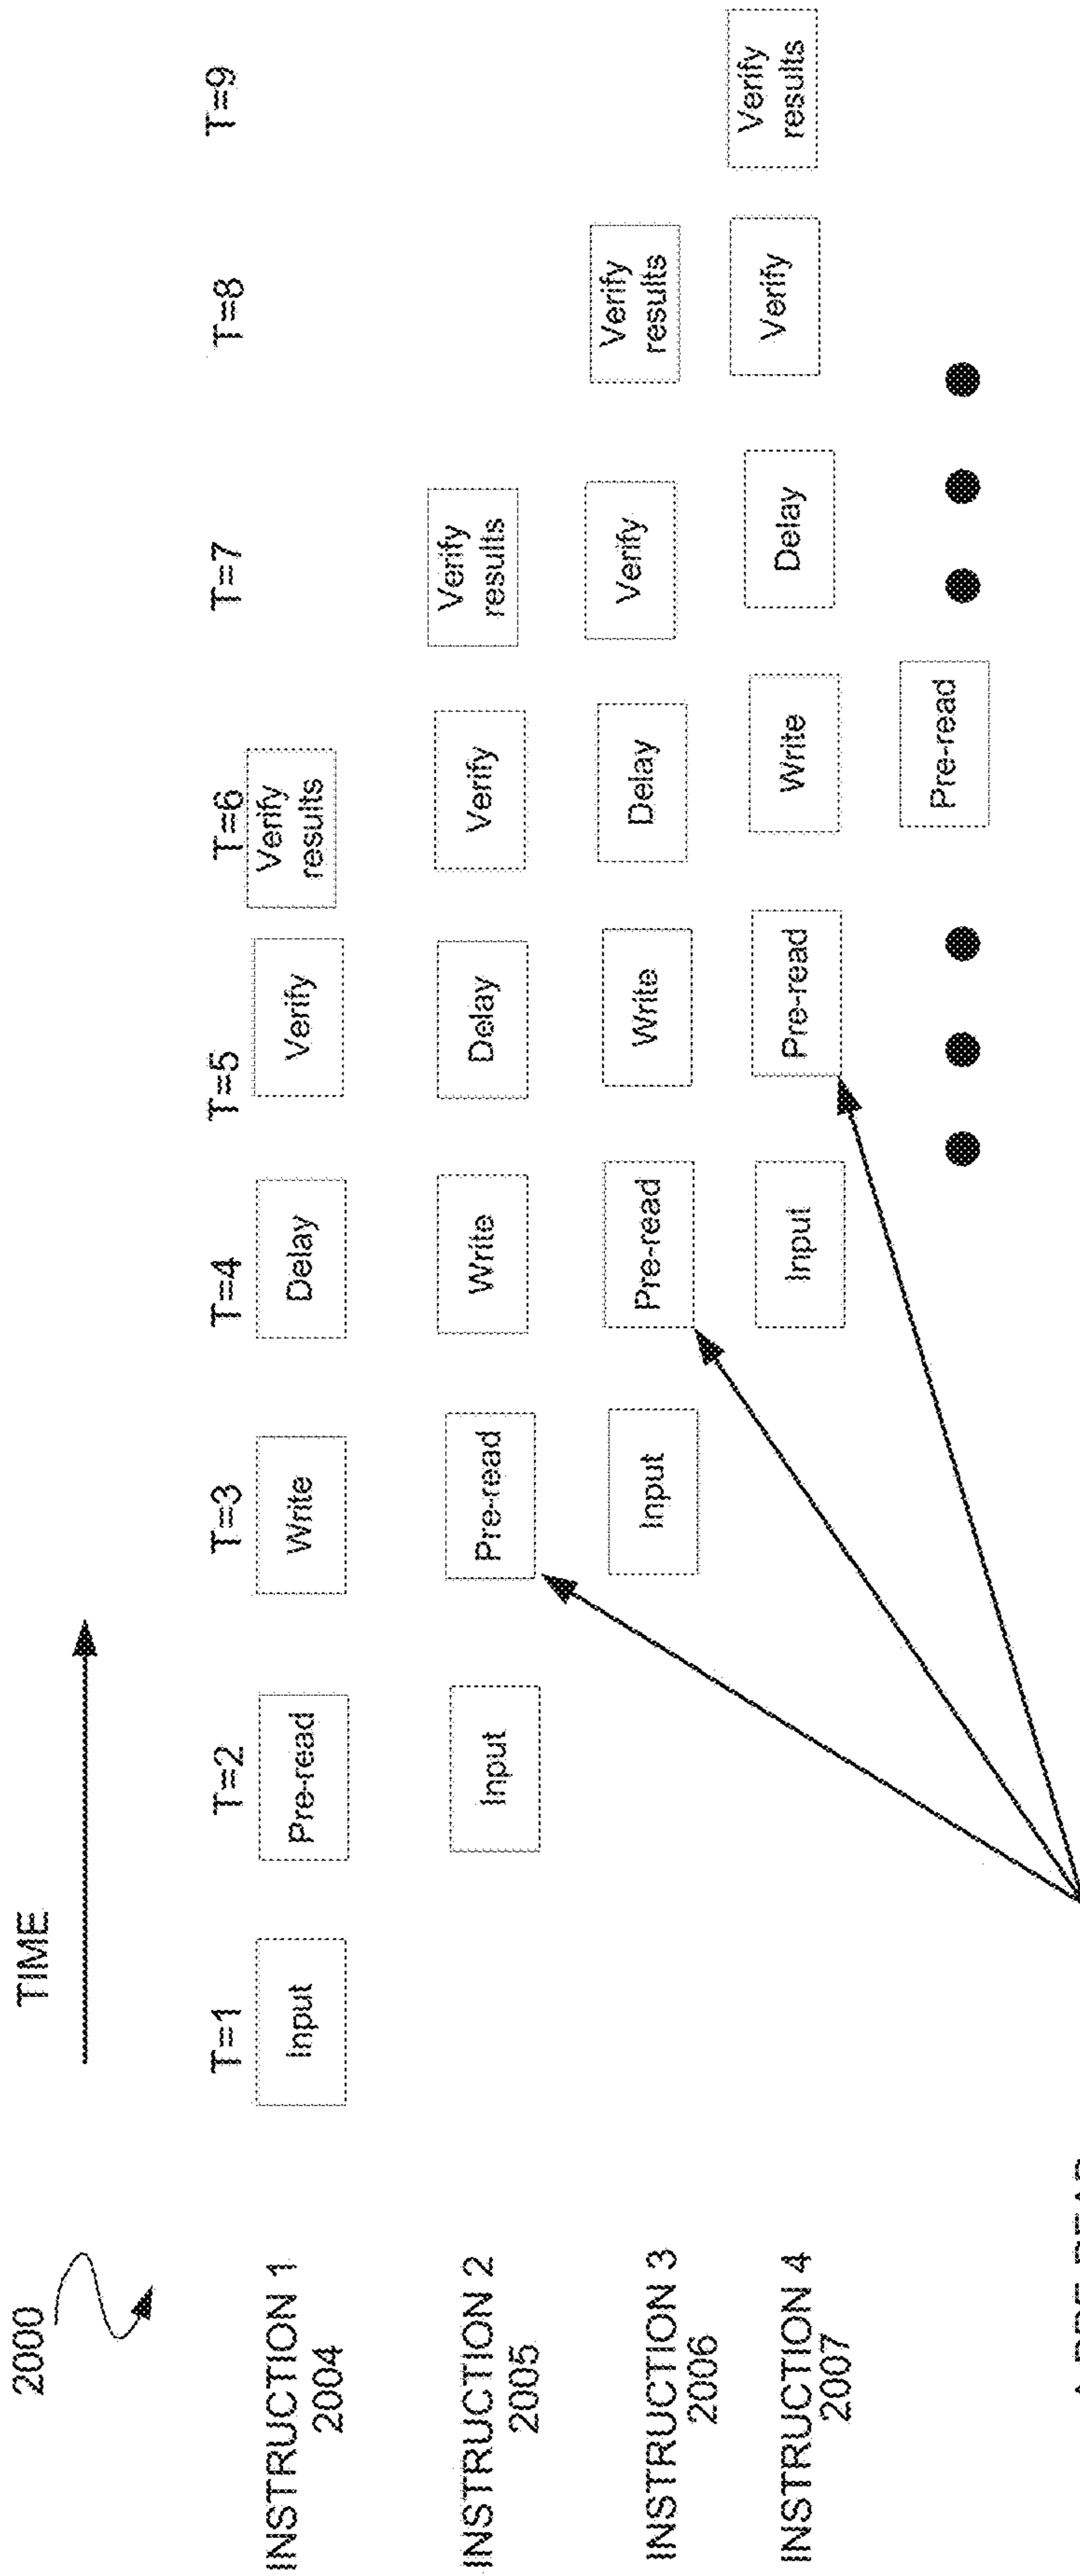 2000
TIME
T=1 T=2 T=3 T=4 T=5 T=6 T=7 T=8 T=9
INSTRUCTION 1
2004
Input Pre-read Write Delay Verify Verify
results
INSTRUCTION 2
2005
Input Pre-read Write Delay Verify Verify
results
INSTRUCTION 3
2006
Input Pre-read Write Delay Verify Verify
results
INSTRUCTION 4
2007
Input Pre-read Write Delay Verify Verify
results
Pre-read